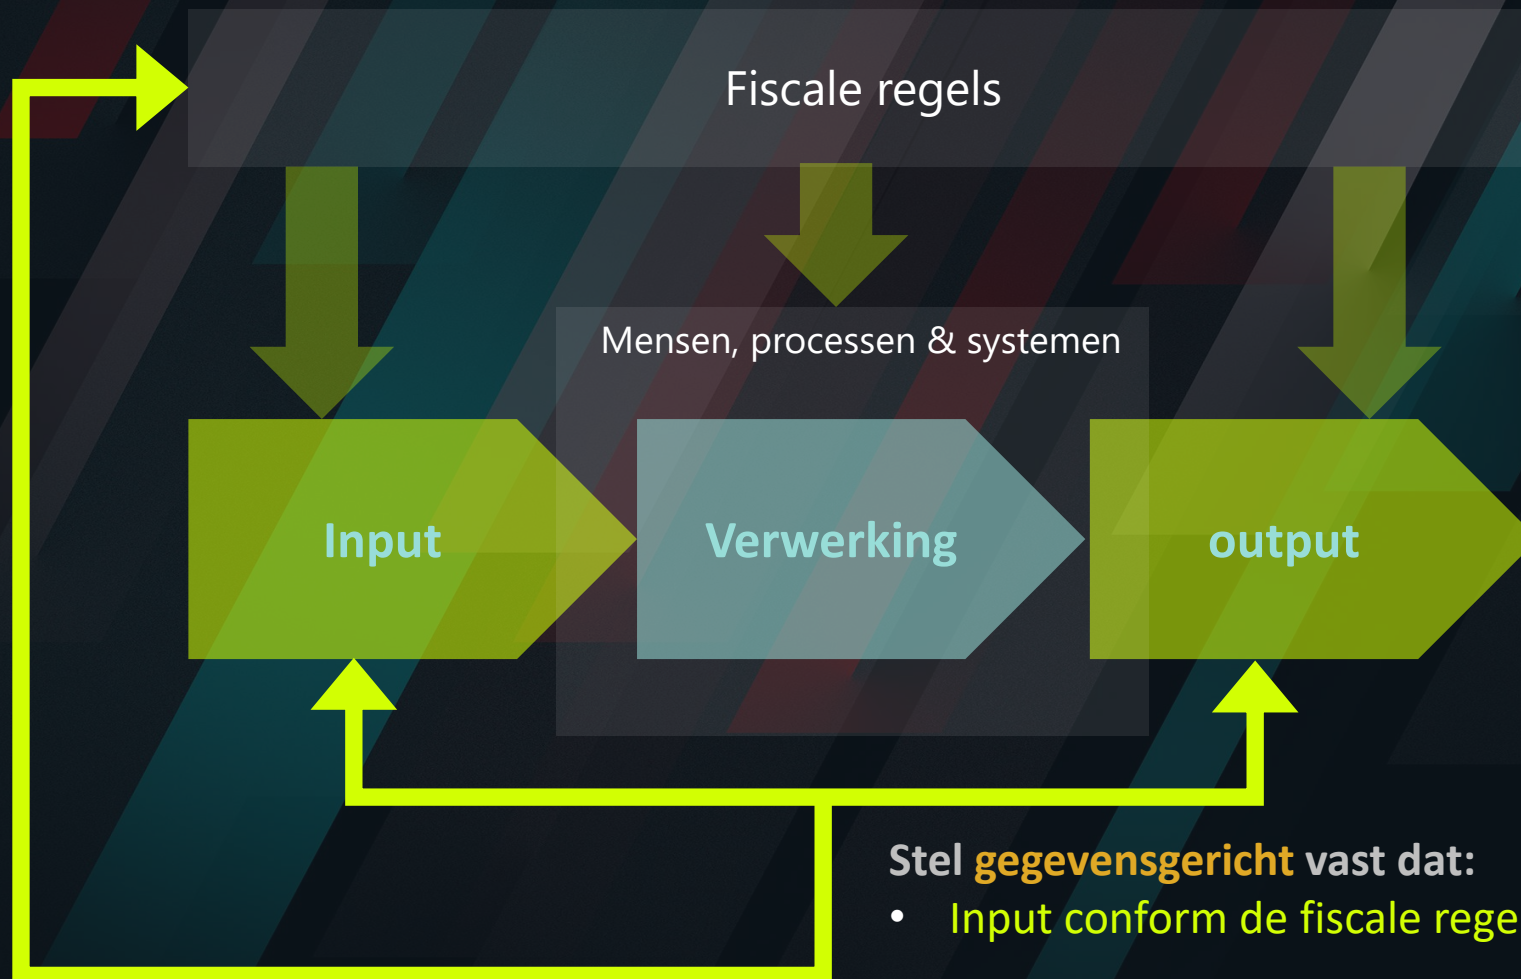 Fiscale regels
Mensen, processen & systemen
Input
Verwerking
output
Stel gegevensgericht vast dat:
• Input conform de fiscale rege